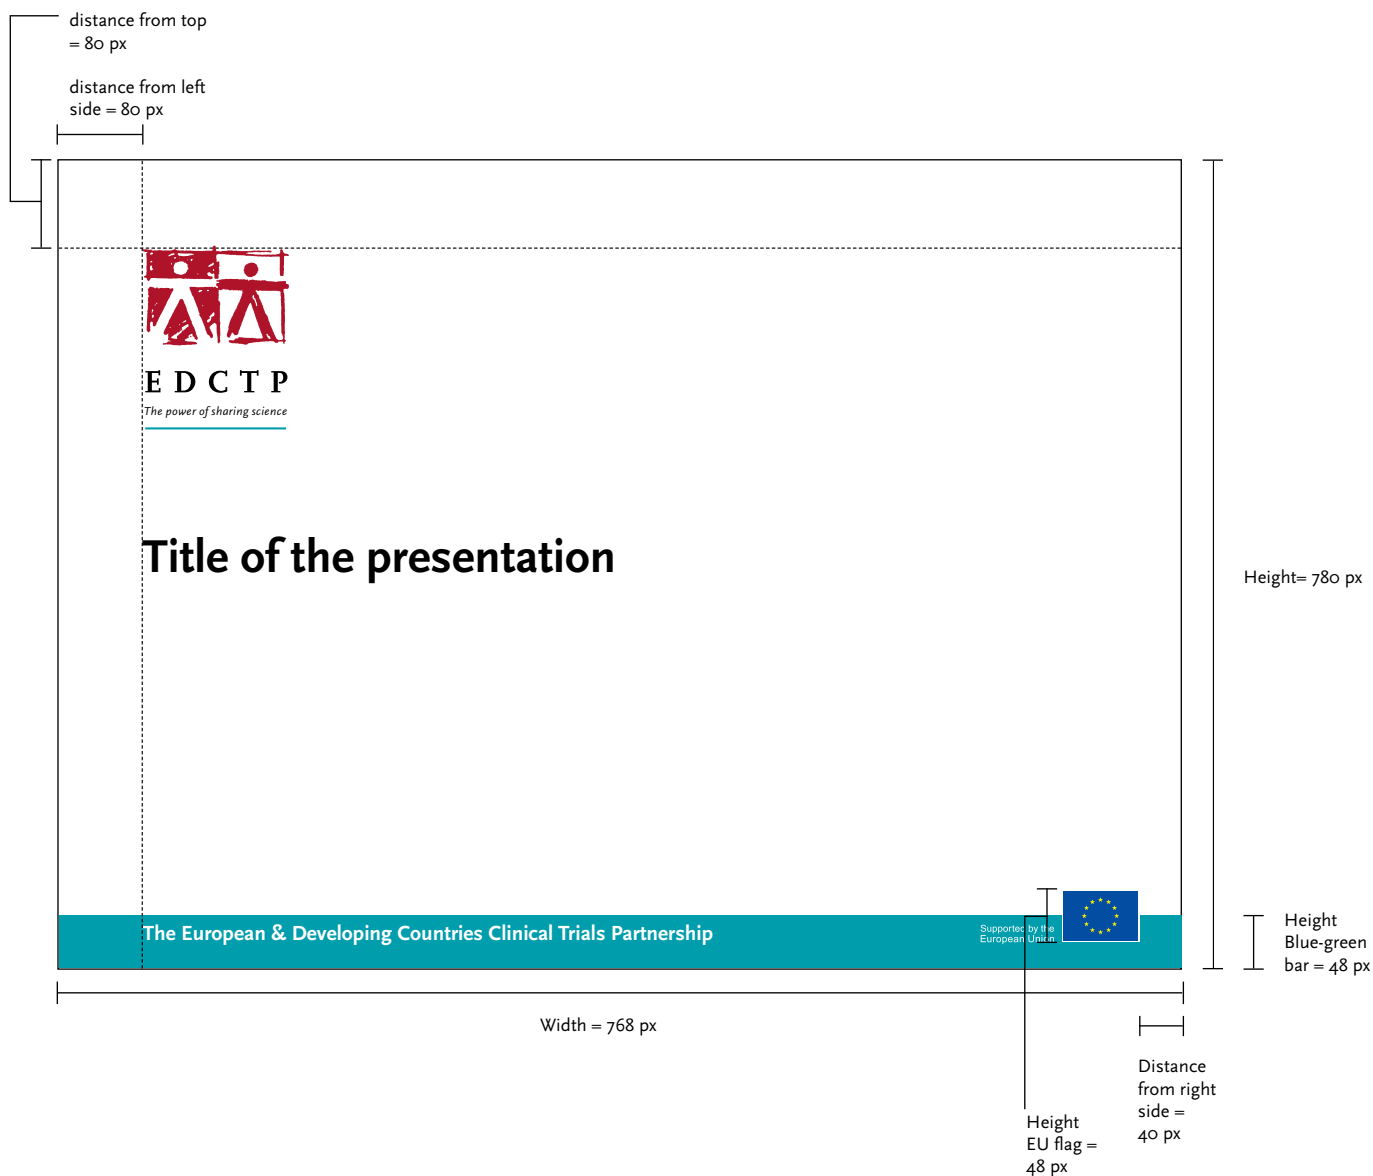 distance from top
= 80 px
distance from left
side = 80 px
EDCTP
The power of sharing science
Title of the presentation
Height= 780 px
The European & Developing Countries Clinical Trials Partnership
Supported by the
European Union
Height
Blue-green
bar = 48 px
Width = 768 px
Distance
from right
side =
40 px
Height
EU flag =
48 px